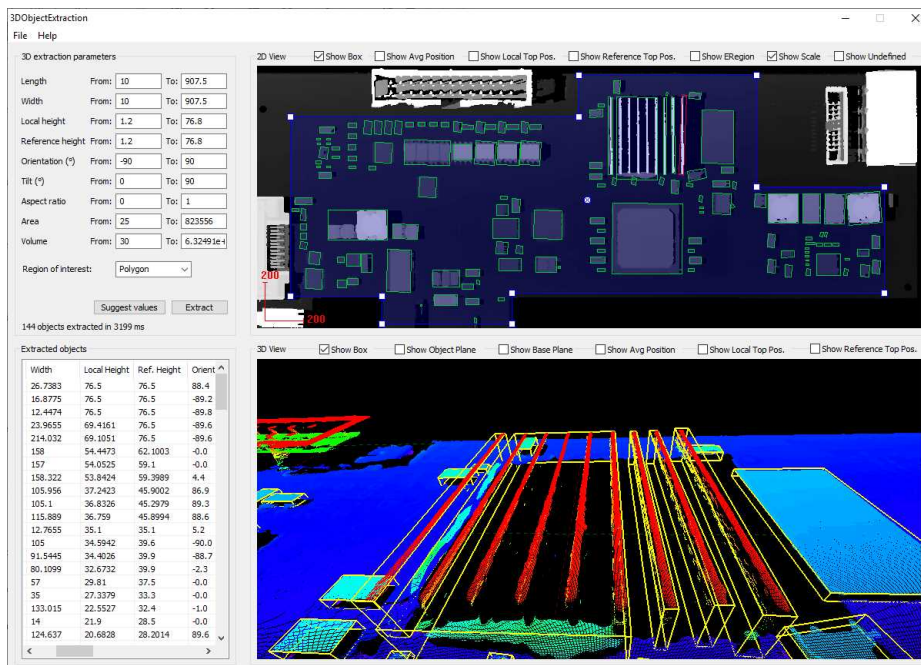 3DObjectExtraction
File Help
3D extraction parameters
Length From: 10 To: 907.5
Width From: 10 To: 907.5
Local height From: 1.2 To: 76.8
Reference height From: 1.2 To: 76.8
Orientation (°) From: -90 To: 90
Tilt (°) From: 0 To: 90
Aspect ratio From: 0 To: 1
Area From: 25 To: 823556
Volume From: 30 To: 6.32491e+
Region of interest: Polygon
Suggest values Extract
144 objects extracted in 3199 ms
2D View Show Box Show Avg Position Show Local Top Pos. Show Reference Top Pos. Show ERegion Show Scale Show Undefined
200
200
Extracted objects
Width Local Height Ref. Height Orient
26.7383 76.5 76.5 88.4
16.8775 76.5 76.5 -89.2
12.4474 76.5 76.5 -89.8
23.9655 69.4161 76.5 -89.6
214.032 69.1051 76.5 -89.6
158 54.4473 62.1003 -0.0
157 54.0525 59.1 -0.0
158.322 53.8424 59.3989 4.4
105.956 37.2423 45.9002 86.9
105.1 36.8326 45.2979 89.3
115.889 36.759 45.8994 88.6
12.7655 35.1 35.1 5.2
105 34.5942 39.6 -90.0
91.5445 34.4026 39.9 -88.7
80.1099 32.6732 39.9 -2.3
57 29.81 37.5 -0.0
35 27.3379 33.3 -0.0
133.015 22.5527 32.4 -1.0
14 21.9 28.5 -0.0
124.637 20.6828 28.2014 89.6
3D View Show Box Show Object Plane Show Base Plane Show Avg Position Show Local Top Pos. Show Reference Top Pos.